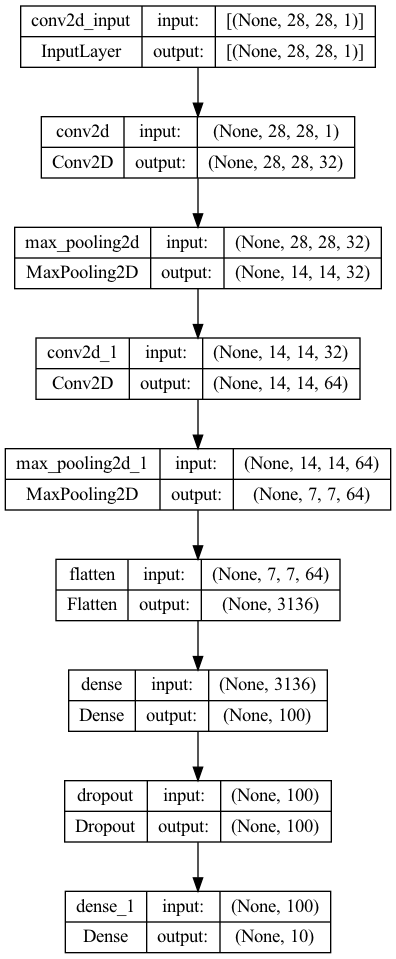 conv2d_input input: [(None, 28, 28, 1)]
InputLayer output: [(None, 28, 28, 1)]
conv2d input: (None, 28, 28, 1)
Conv2D output: (None, 28, 28, 32)
max_pooling2d input: (None, 28, 28, 32)
MaxPooling2D output: (None, 14, 14, 32)
conv2d_1 input: (None, 14, 14, 32)
Conv2D output: (None, 14, 14, 64)
max_pooling2d_1 input: (None, 14, 14, 64)
MaxPooling2D output: (None, 7, 7, 64)
flatten input: (None, 7, 7, 64)
Flatten output: (None, 3136)
dense input: (None, 3136)
Dense output: (None, 100)
dropout input: (None, 100)
Dropout output: (None, 100)
dense_1 input: (None, 100)
Dense output: (None, 10)